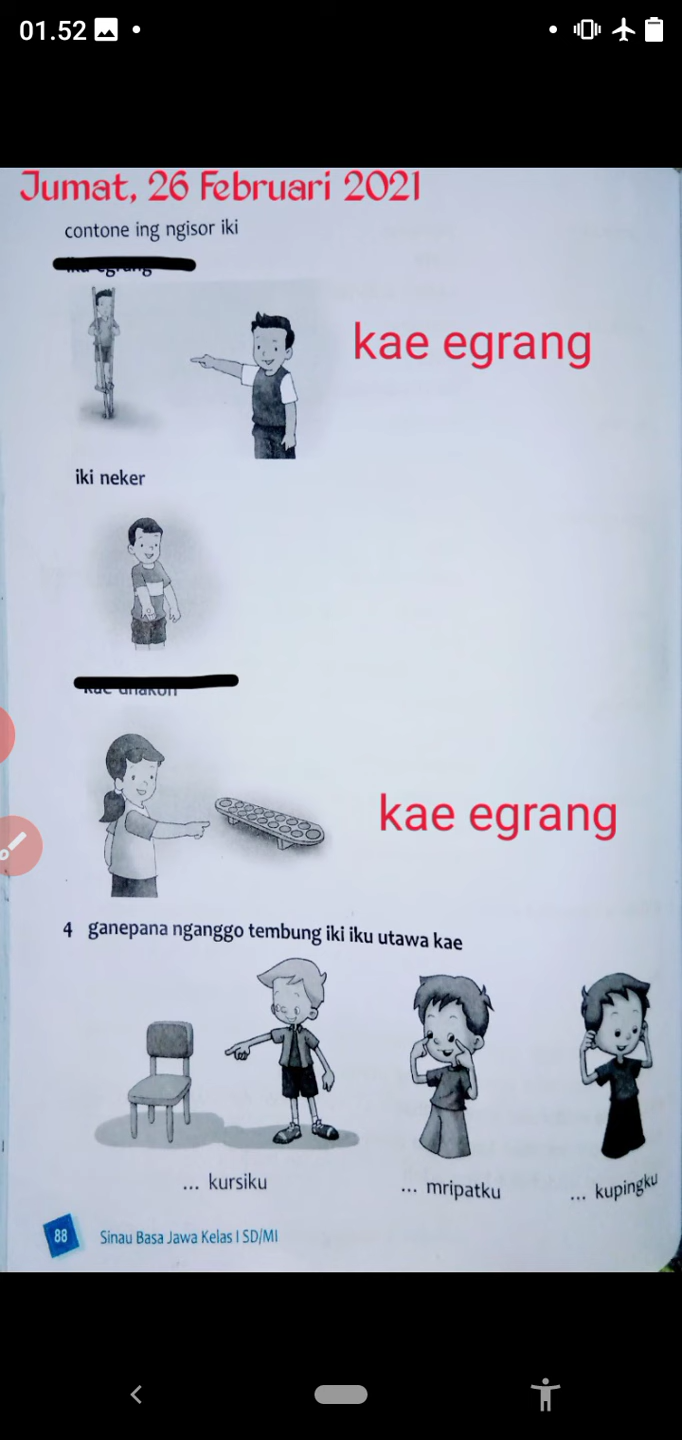 01.52
Jumat, 26 Februari 2021
contone ing ngisor iki
kae egrang
iki neker
kae egrang
4 ganepana nganggo tembung iki iku utawa kae
... kursiku
... mripatku
... kupingku
88 Sinau Basa Jawa Kelas I SD/MI